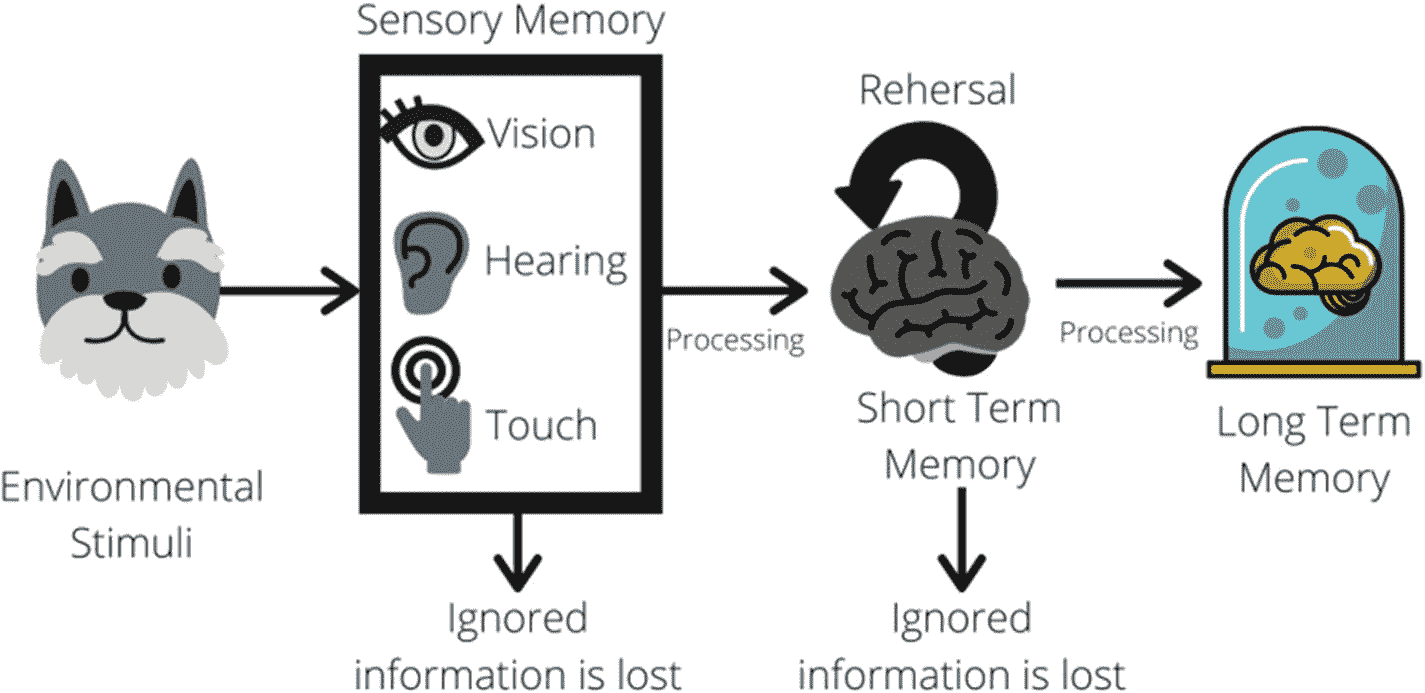 Sensory Memory
Vision
Hearing
Touch
Environmental
Stimuli
Ignored
information is lost
Processing
Rehersal
Short Term
Memory
Ignored
information is lost
Processing
Long Term
Memory